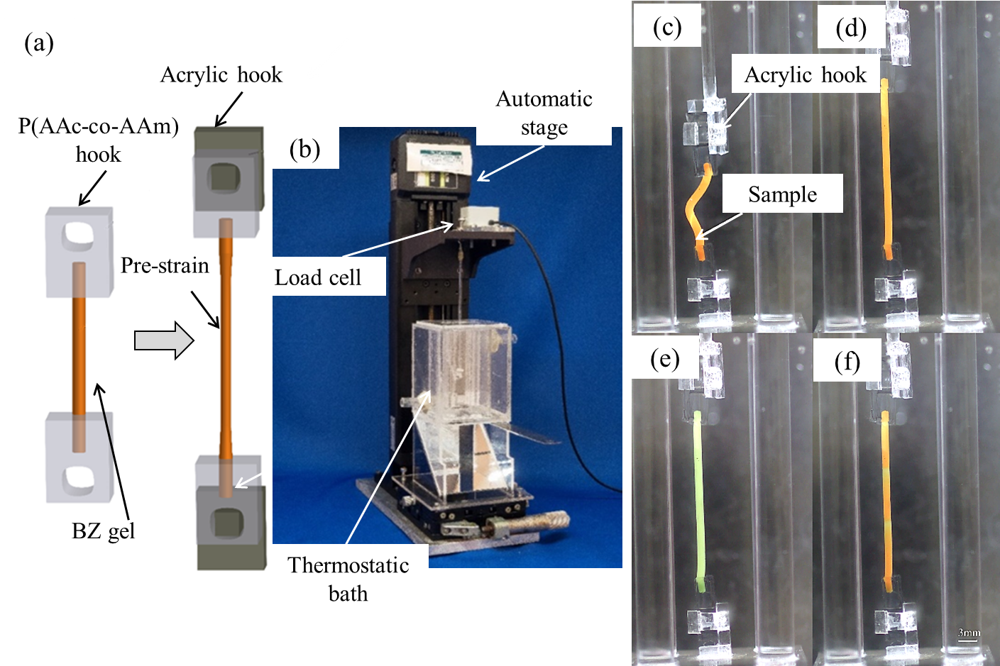 (a)
Acrylic hook
P(AAc-co-AAm)
hook
Pre-strain
BZ gel
(b)
Automatic
stage
Load cell
Thermostatic
bath
(c)
(d)
Acrylic hook
Sample
(e)
(f)
3mm